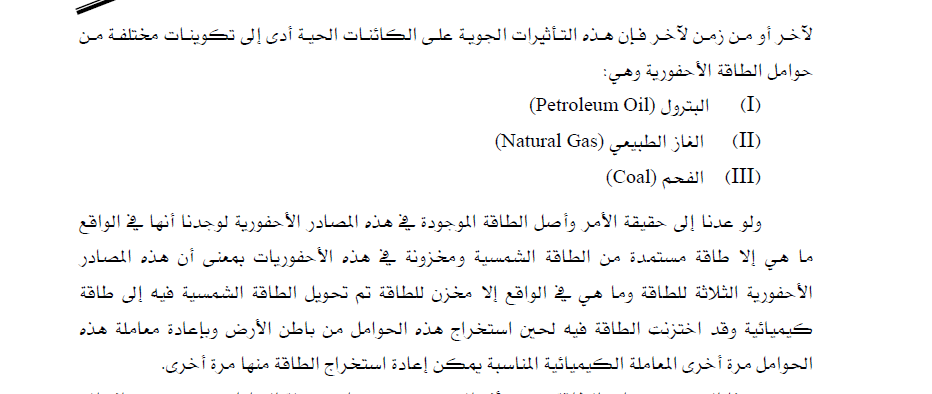 لآخر أو من زمن لآخر فإن هذه التأثيرات الجوية على الكائنات الحية أدى إلى تكوينات مختلفة من
حوامل الطاقة الأحفورية وهي:
(I) البترول (Petroleum Oil)
(II) الغاز الطبيعي (Natural Gas)
(III) الفحم (Coal)
ولو عدنا إلى حقيقة الأمر وأصل الطاقة الموجودة في هذه المصادر الأحفورية لوجدنا أنها في الواقع
ما هي إلا طاقة مستمدة من الطاقة الشمسية ومخزونة في هذه الأحفوريات بمعنى أن هذه المصادر
الأحفورية الثلاثة للطاقة وما هي في الواقع إلا مخزن للطاقة تم تحويل الطاقة الشمسية فيه إلى طاقة
كيميائية وقد اختزنت الطاقة فيه لحين استخراج هذه الحوامل من باطن الأرض وبإعادة معاملة هذه
الحوامل مرة أخرى المعاملة الكيميائية المناسبة يمكن إعادة استخراج الطاقة منها مرة أخرى.